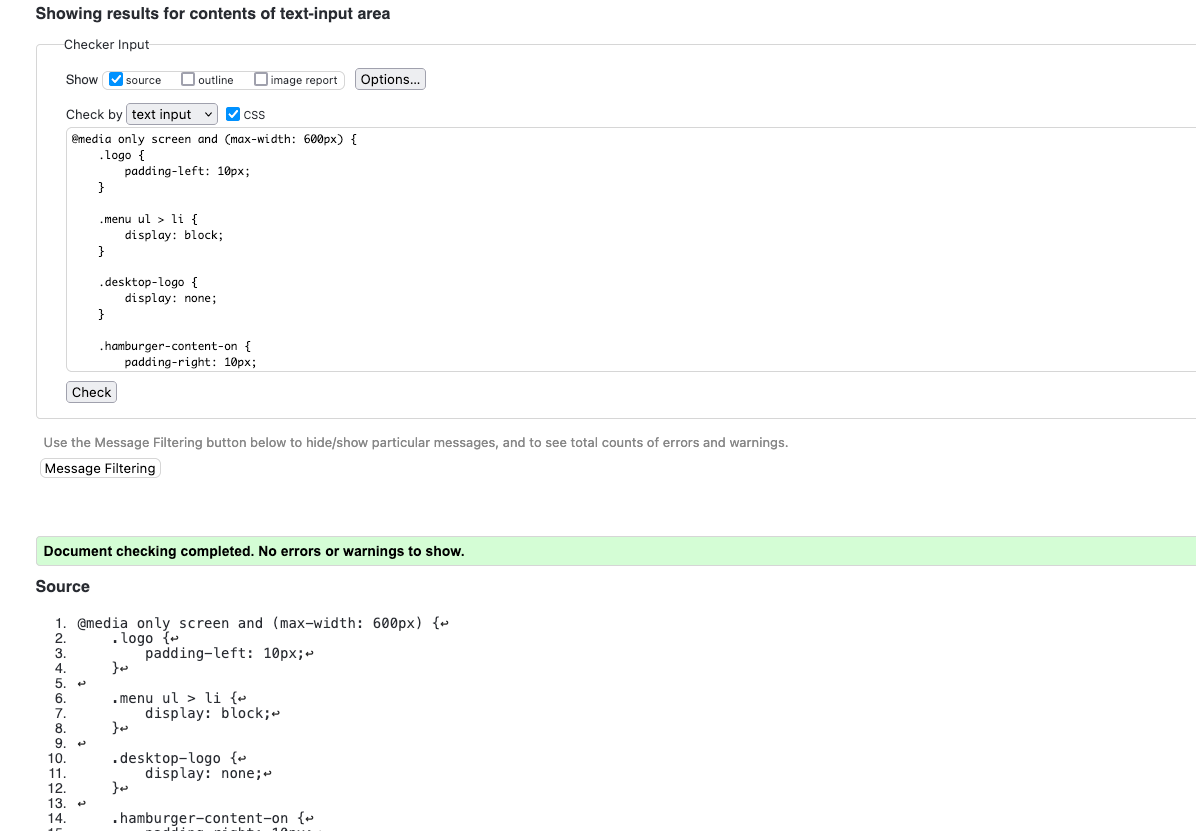 Showing results for contents of text-input area
Checker Input
Show source outline image report Options...
Check by text input CSS
@media only screen and (max-width: 600px) {
    .logo {
        padding-left: 10px;
    }

    .menu ul > li {
        display: block;
    }

    .desktop-logo {
        display: none;
    }

    .hamburger-content-on {
        padding-right: 10px;
Check
Use the Message Filtering button below to hide/show particular messages, and to see total counts of errors and warnings.
Message Filtering
Document checking completed. No errors or warnings to show.
Source
1. @media only screen and (max-width: 600px) {↩
2.     .logo {↩
3.         padding-left: 10px;↩
4.     }↩
5. ↩
6.     .menu ul > li {↩
7.         display: block;↩
8.     }↩
9. ↩
10.     .desktop-logo {↩
11.         display: none;↩
12.     }↩
13. ↩
14.     .hamburger-content-on {↩